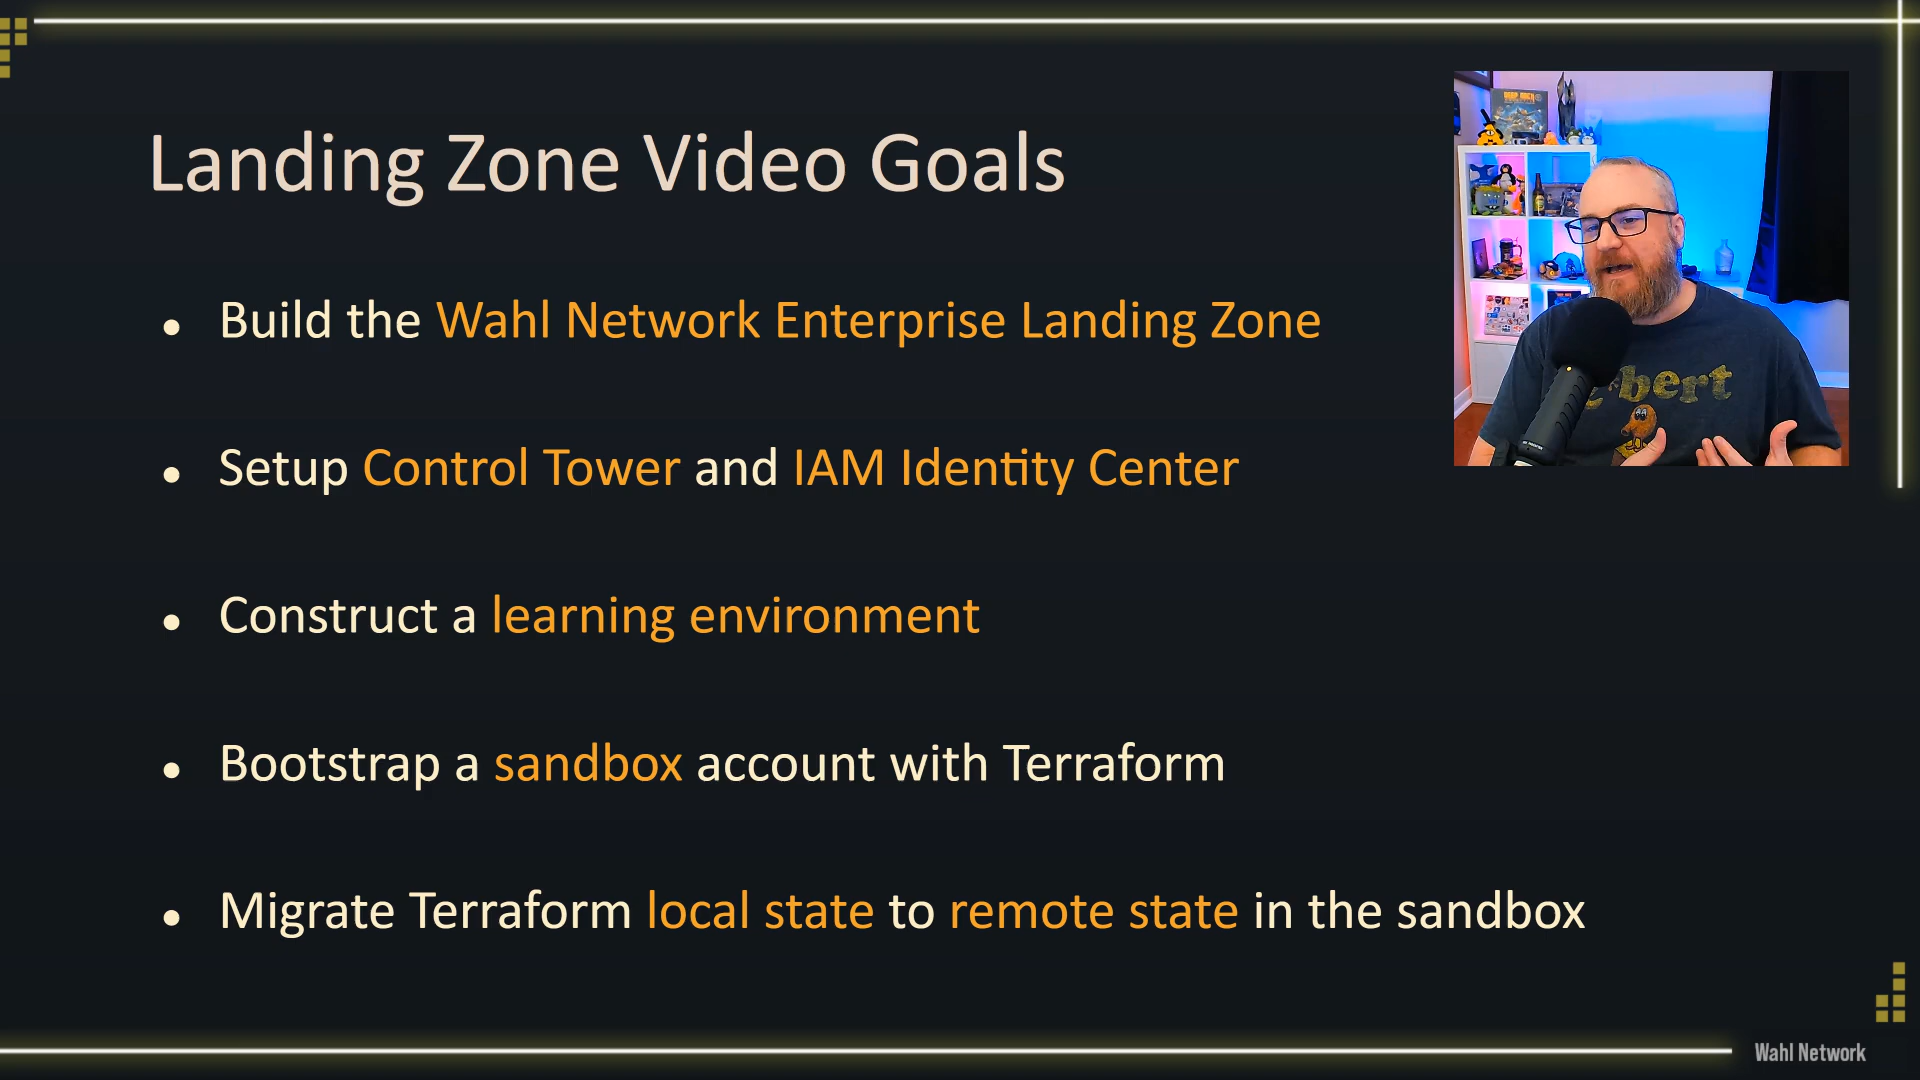 Landing Zone Video Goals
• Build the Wahl Network Enterprise Landing Zone
• Setup Control Tower and IAM Identity Center
• Construct a learning environment
• Bootstrap a sandbox account with Terraform
• Migrate Terraform local state to remote state in the sandbox
Wahl Network